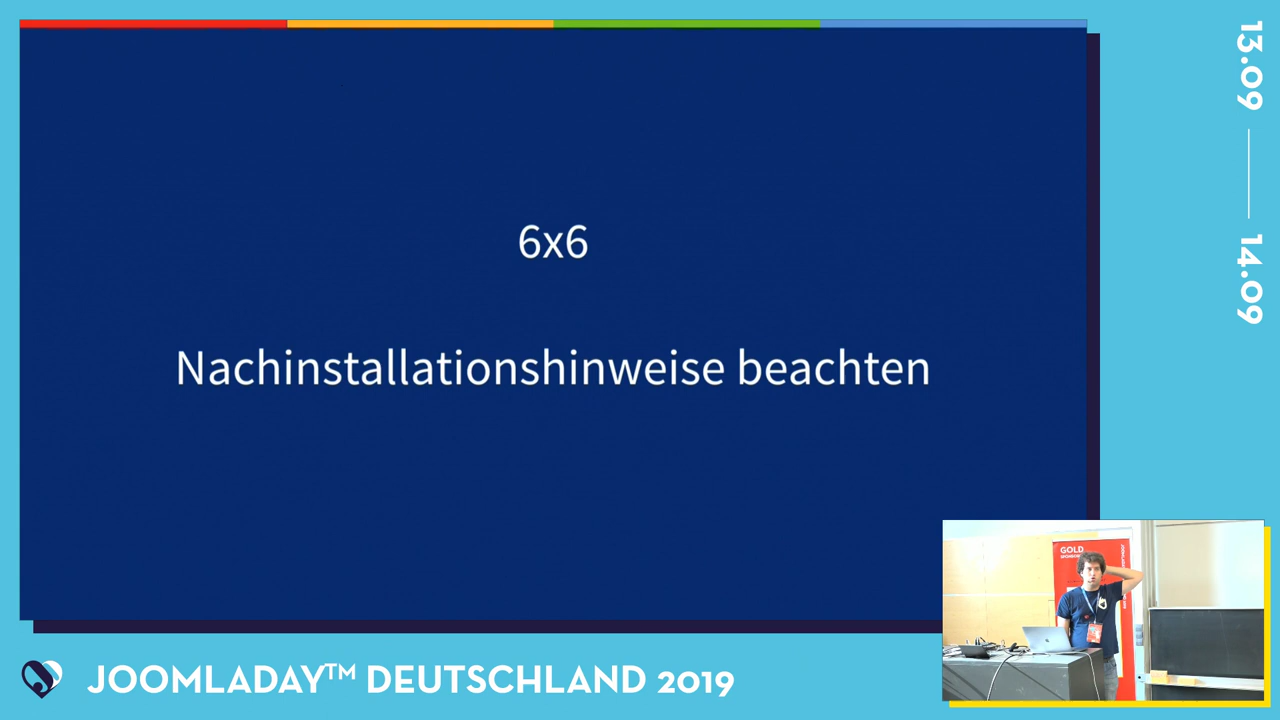 6x6
Nachinstallationshinweise beachten
13.09
14.09
GOLD
JOOMLADAY™ DEUTSCHLAND 2019